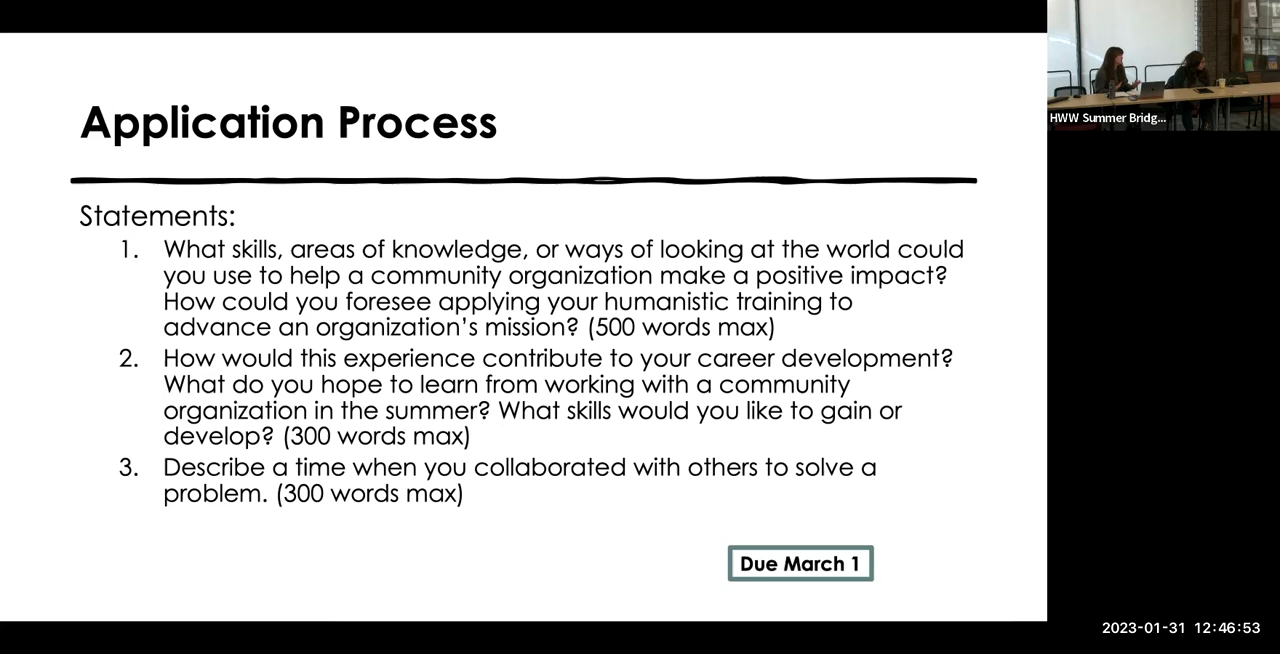 Application Process
Statements:
1. What skills, areas of knowledge, or ways of looking at the world could
you use to help a community organization make a positive impact?
How could you foresee applying your humanistic training to
advance an organization's mission? (500 words max)
2. How would this experience contribute to your career development?
What do you hope to learn from working with a community
organization in the summer? What skills would you like to gain or
develop? (300 words max)
3. Describe a time when you collaborated with others to solve a
problem. (300 words max)
Due March 1
HWW Summer Bridg...
2023-01-31 12:46:53